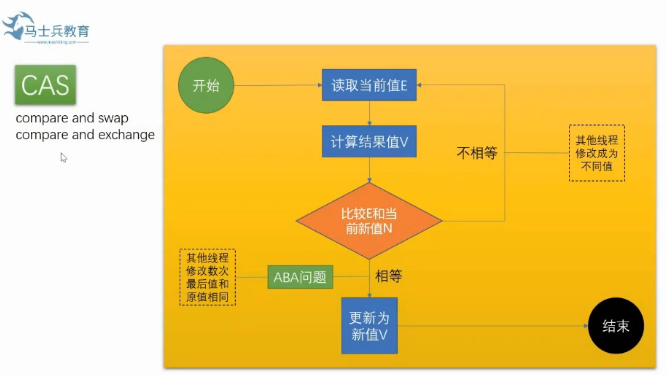 马士兵教育
CAS
compare and swap
compare and exchange
开始
读取当前值E
计算结果值V
不相等
其他线程
修改成为
不同值
比较E和当
前新值N
其他线程
修改数次
最后值和
原值相同
ABA问题
相等
更新为
新值V
结束